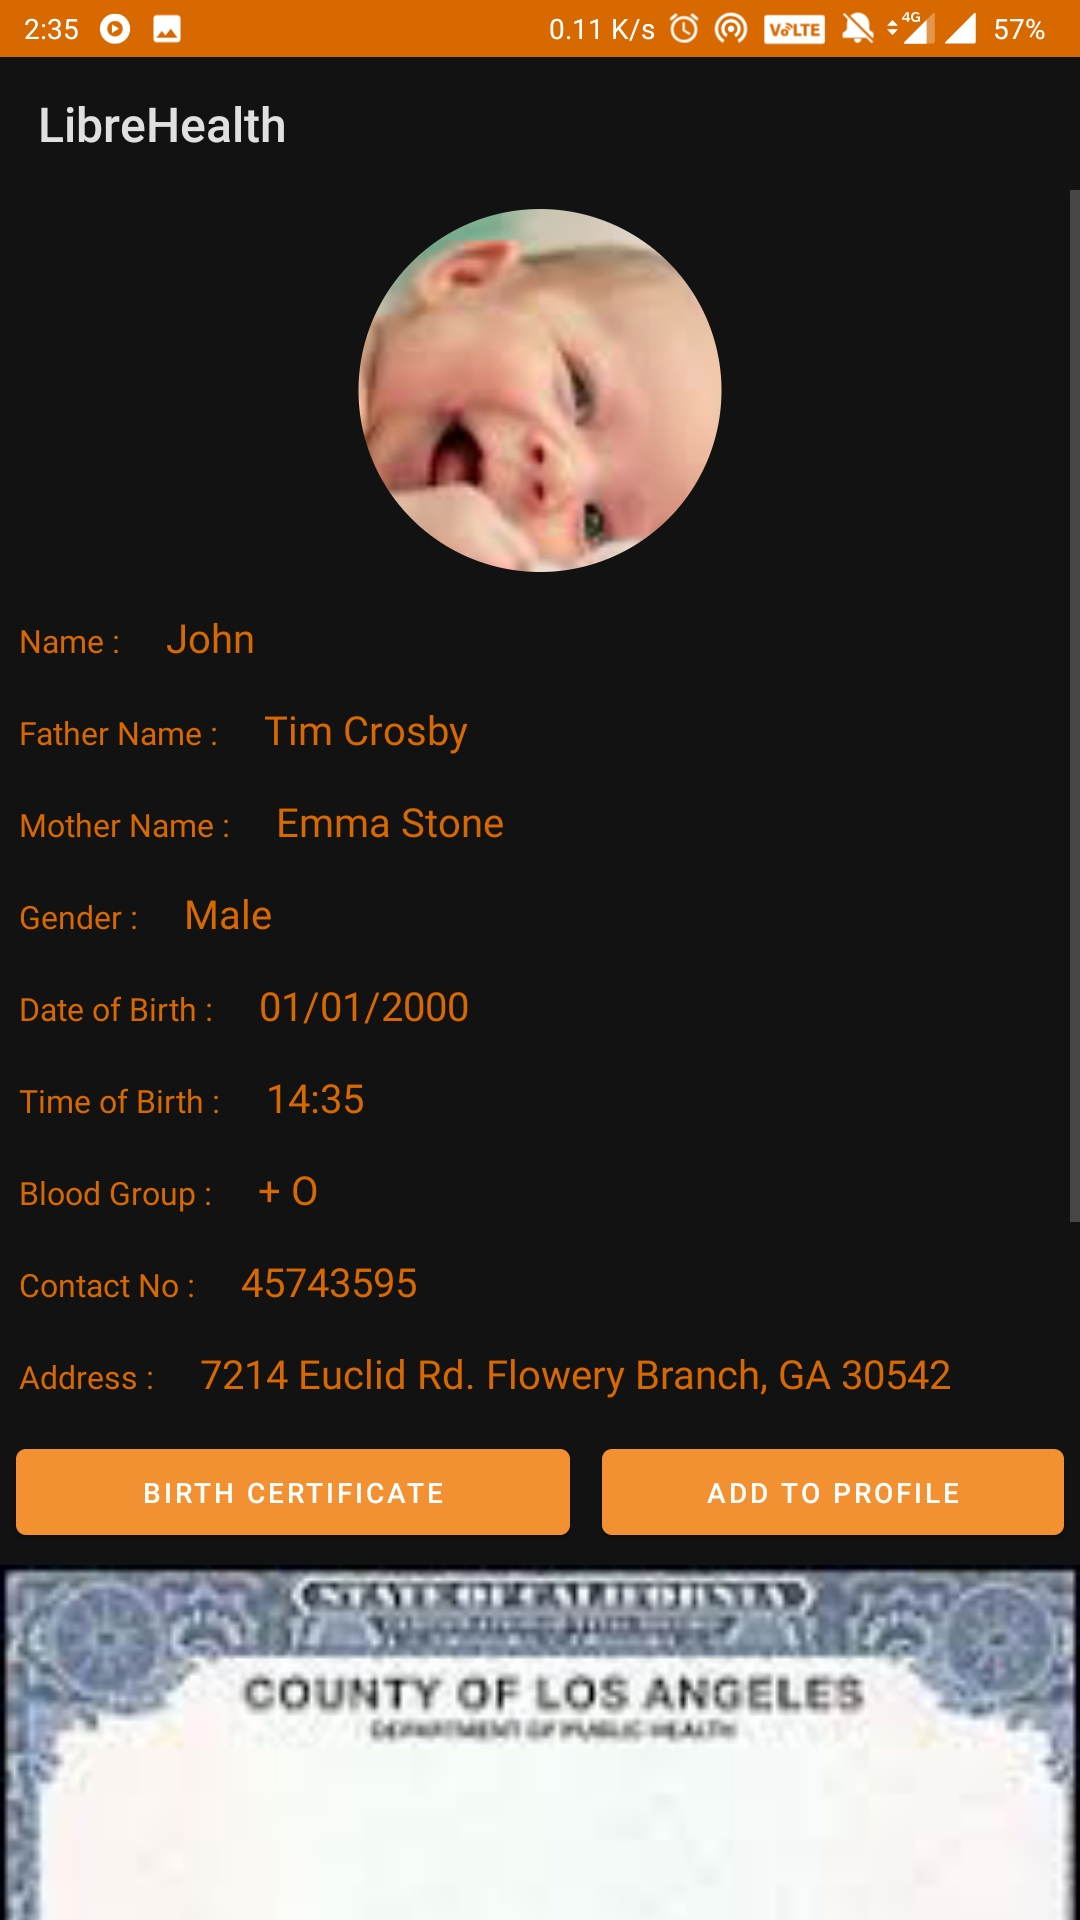 2:35 0.11 K/s VoLTE 4G 57%
LibreHealth
Name : John
Father Name : Tim Crosby
Mother Name : Emma Stone
Gender : Male
Date of Birth : 01/01/2000
Time of Birth : 14:35
Blood Group : + O
Contact No : 45743595
Address : 7214 Euclid Rd. Flowery Branch, GA 30542
BIRTH CERTIFICATE ADD TO PROFILE
STATE OF CALIFORNIA
COUNTY OF LOS ANGELES
DEPARTMENT OF PUBLIC HEALTH